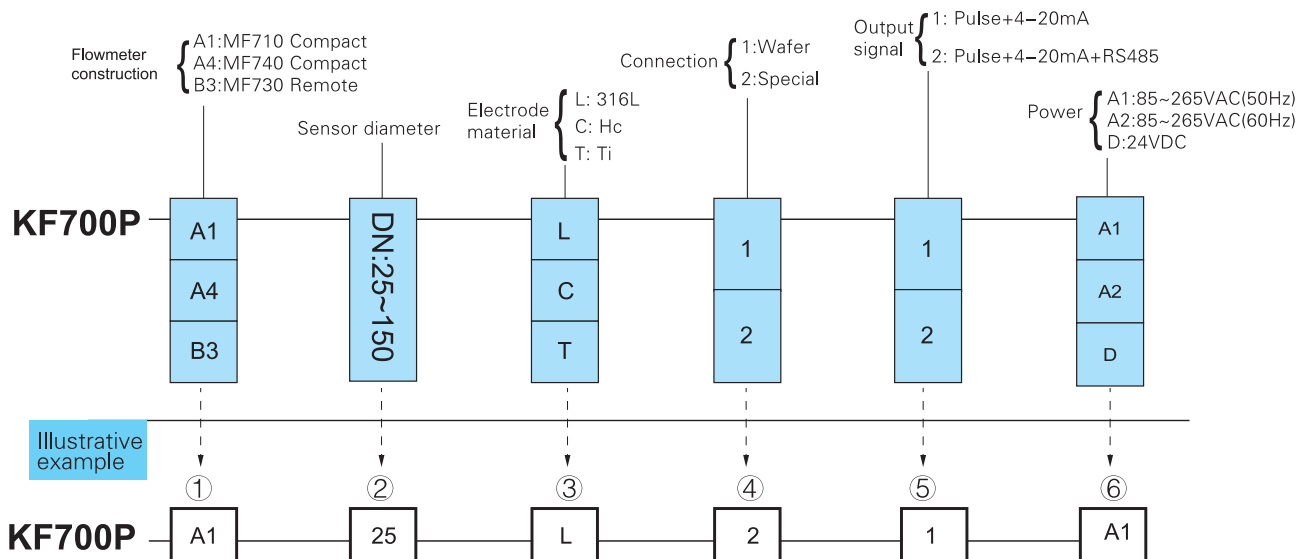 Flowmeter
construction
A1:MF710 Compact
A4:MF740 Compact
B3:MF730 Remote
Sensor diameter
Electrode
material
L: 316L
C: Hc
T: Ti
Connection
1:Wafer
2:Special
Output
signal
1: Pulse+4-20mA
2: Pulse+4-20mA+RS485
Power
A1:85~265VAC(50Hz)
A2:85~265VAC(60Hz)
D:24VDC
KF700P
A1
A4
B3
DN:25~150
L
C
T
1
2
1
2
A1
A2
D
Illustrative
example
① ② ③ ④ ⑤ ⑥
KF700P A1 25 L 2 1 A1